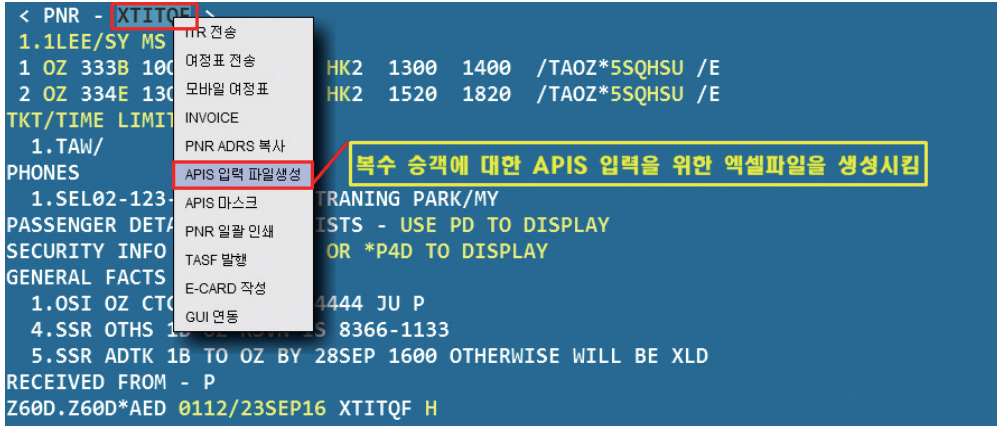 < PNR - XTITQF >
1.1LEE/SY MS
1 OZ 333B 10 HK2 1300 1400 /TAOZ*5SQHSU /E
2 OZ 334E 13 HK2 1520 1820 /TAOZ*5SQHSU /E
TKT/TIME LIMIT
1.TAW/
PHONES
1.SEL02-123- TRANING PARK/MY
PASSENGER DETA ISTS - USE PD TO DISPLAY
SECURITY INFO OR *P4D TO DISPLAY
GENERAL FACTS
1.OSI OZ CTC 4444 JU P
4.SSR OTHS 1B OZ RSVN IS 8366-1133
5.SSR ADTK 1B TO OZ BY 28SEP 1600 OTHERWISE WILL BE XLD
RECEIVED FROM - P
Z60D.Z60D*AED 0112/23SEP16 XTITQF H
ITR 전송
여정표 전송
모바일 여정표
INVOICE
PNR ADRS 복사
APIS 입력 파일생성
APIS 마스크
PNR 일괄 인쇄
TASF 발행
E-CARD 작성
GUI 연동
복수 승객에 대한 APIS 입력을 위한 엑셀파일을 생성시킴